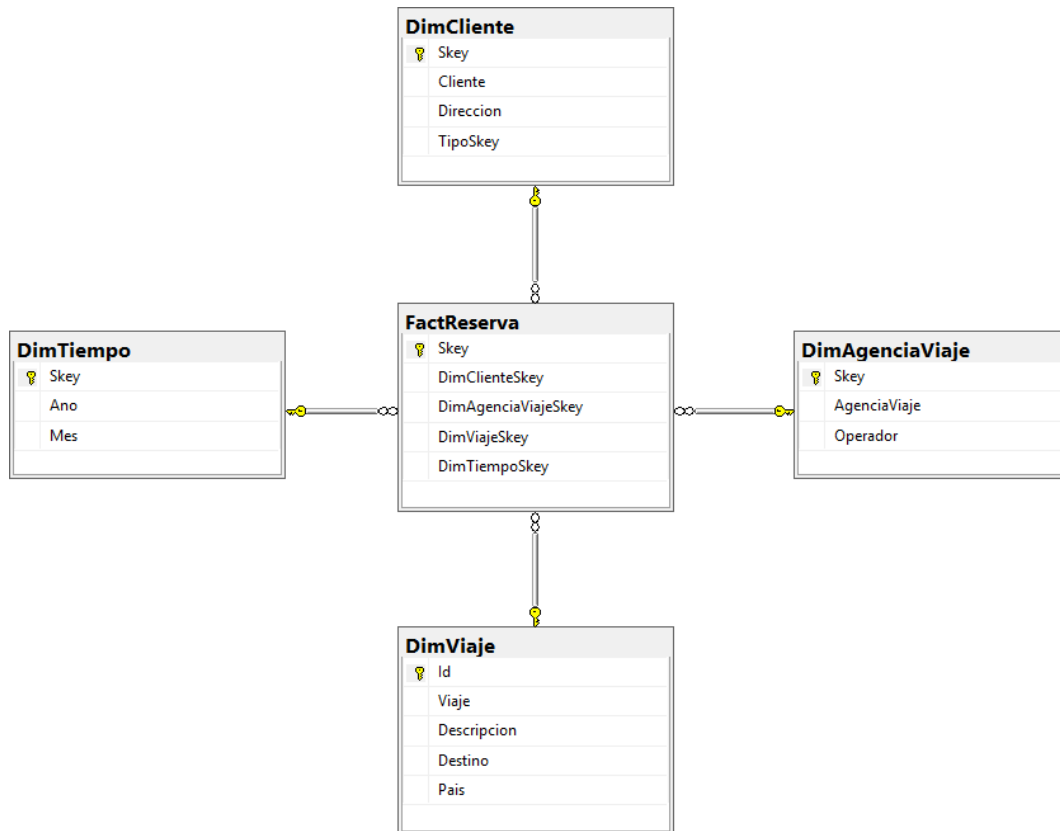 DimCliente
Skey
Cliente
Direccion
TipoSkey
DimTiempo
Skey
Ano
Mes
FactReserva
Skey
DimClienteSkey
DimAgenciaViajeSkey
DimViajeSkey
DimTiempoSkey
DimAgenciaViaje
Skey
AgenciaViaje
Operador
DimViaje
Id
Viaje
Descripcion
Destino
Pais